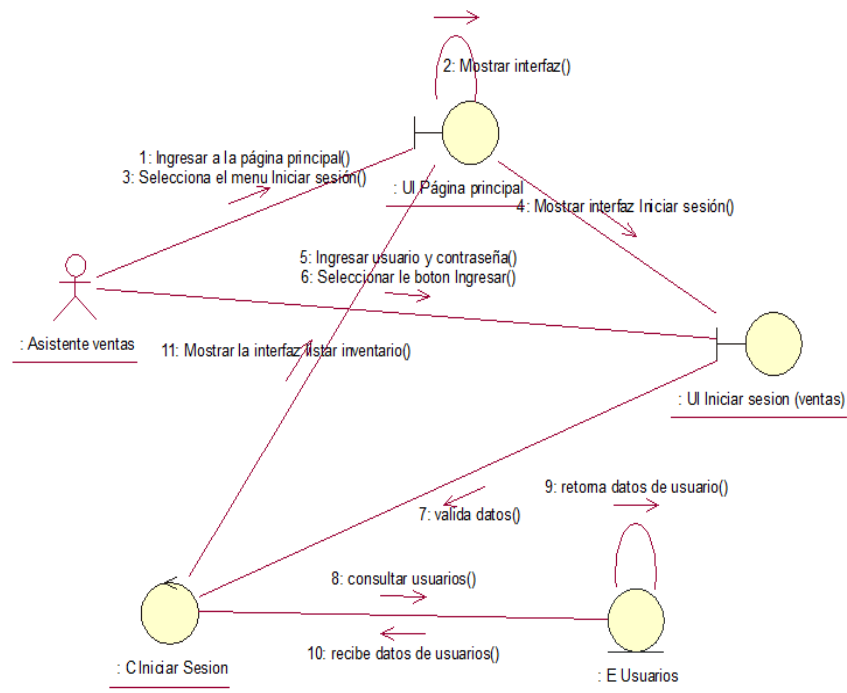 2: Mostrar interfaz()
1: Ingresar a la página principal()
3: Selecciona el menu Iniciar sesión()
: UI Página principal
4: Mostrar interfaz Iniciar sesión()
5: Ingresar usuario y contraseña()
6: Seleccionar le boton Ingresar()
: Asistente ventas
11: Mostrar la interfaz listar inventario()
: UI Iniciar sesion (ventas)
9: retorna datos de usuario()
7: valida datos()
8: consultar usuarios()
10: recibe datos de usuarios()
: CIniciar Sesion
: E Usuarios